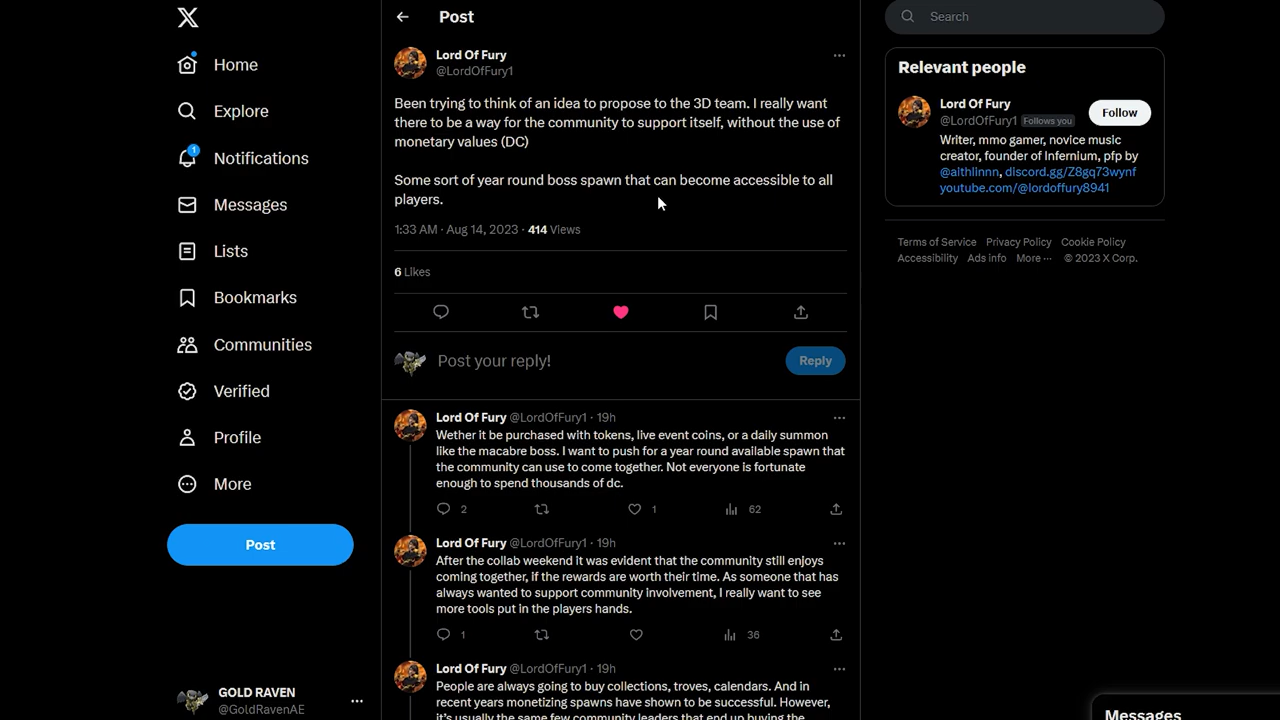 Home
Explore
1
Notifications
Messages
Lists
Bookmarks
Communities
Verified
Profile
More
Post
GOLD RAVEN
@GoldRavenAE
Post
Lord Of Fury
@LordOfFury1
Been trying to think of an idea to propose to the 3D team. I really want
there to be a way for the community to support itself, without the use of
monetary values (DC)
Some sort of year round boss spawn that can become accessible to all
players.
1:33 AM · Aug 14, 2023 · 414 Views
6 Likes
Post your reply!
Reply
Lord Of Fury @LordOfFury1 · 19h
Wether it be purchased with tokens, live event coins, or a daily summon
like the macabre boss. I want to push for a year round available spawn that
the community can use to come together. Not everyone is fortunate
enough to spend thousands of dc.
2 1 62
Lord Of Fury @LordOfFury1 · 19h
After the collab weekend it was evident that the community still enjoys
coming together, if the rewards are worth their time. As someone that has
always wanted to support community involvement, I really want to see
more tools put in the players hands.
1 36
Lord Of Fury @LordOfFury1 · 19h
People are always going to buy collections, troves, calendars. And in
recent years monetizing spawns have shown to be successful. However,
it's usually the same few community leaders that end up buying the
Search
Relevant people
Lord Of Fury
@LordOfFury1 Follows you
Follow
Writer, mmo gamer, novice music
creator, founder of Infernium, pfp by
@aithlinnn, discord.gg/Z8gq73wynf
youtube.com/@lordoffury8941
Terms of Service Privacy Policy Cookie Policy
Accessibility Ads info More ··· © 2023 X Corp.
Messages